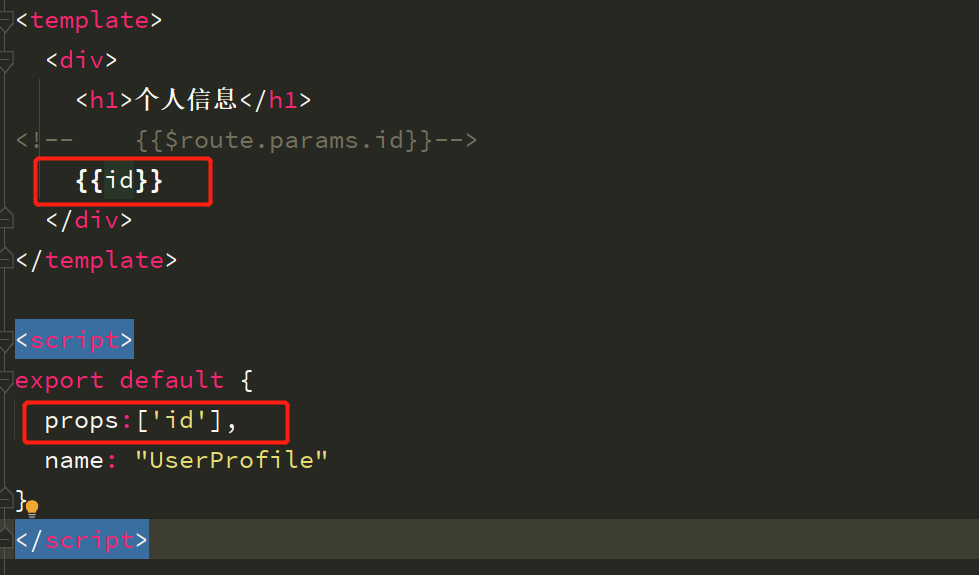 <template>
<div>
<h1>个人信息</h1>
<!--    {{$route.params.id}}-->
{{id}}
</div>
</template>
<script>
export default {
props:['id'],
name: "UserProfile"
}
</script>